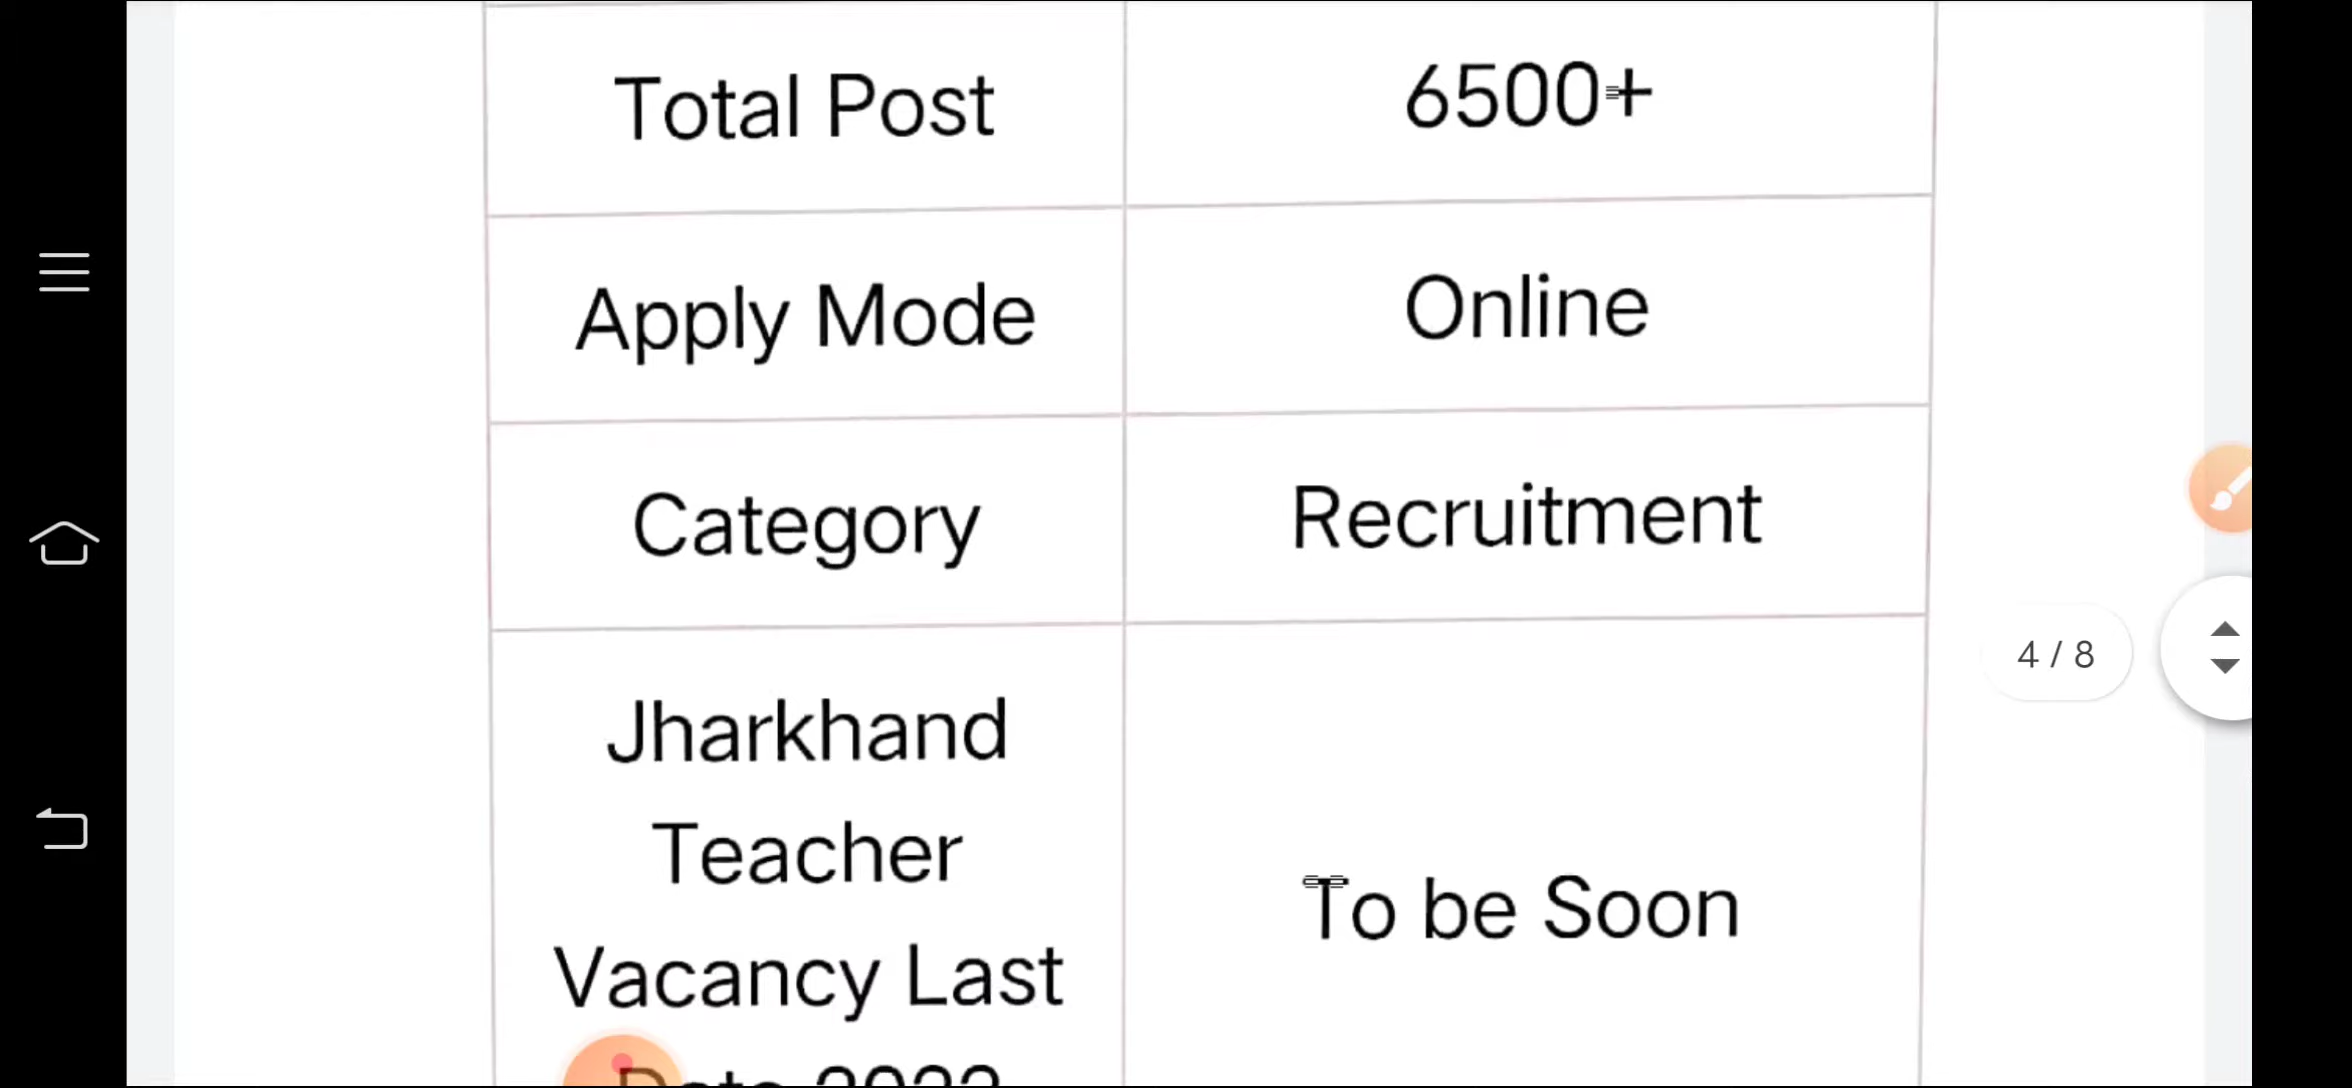 Total Post 6500+
Apply Mode Online
Category Recruitment
Jharkhand
Teacher
Vacancy Last
To be Soon
4 / 8